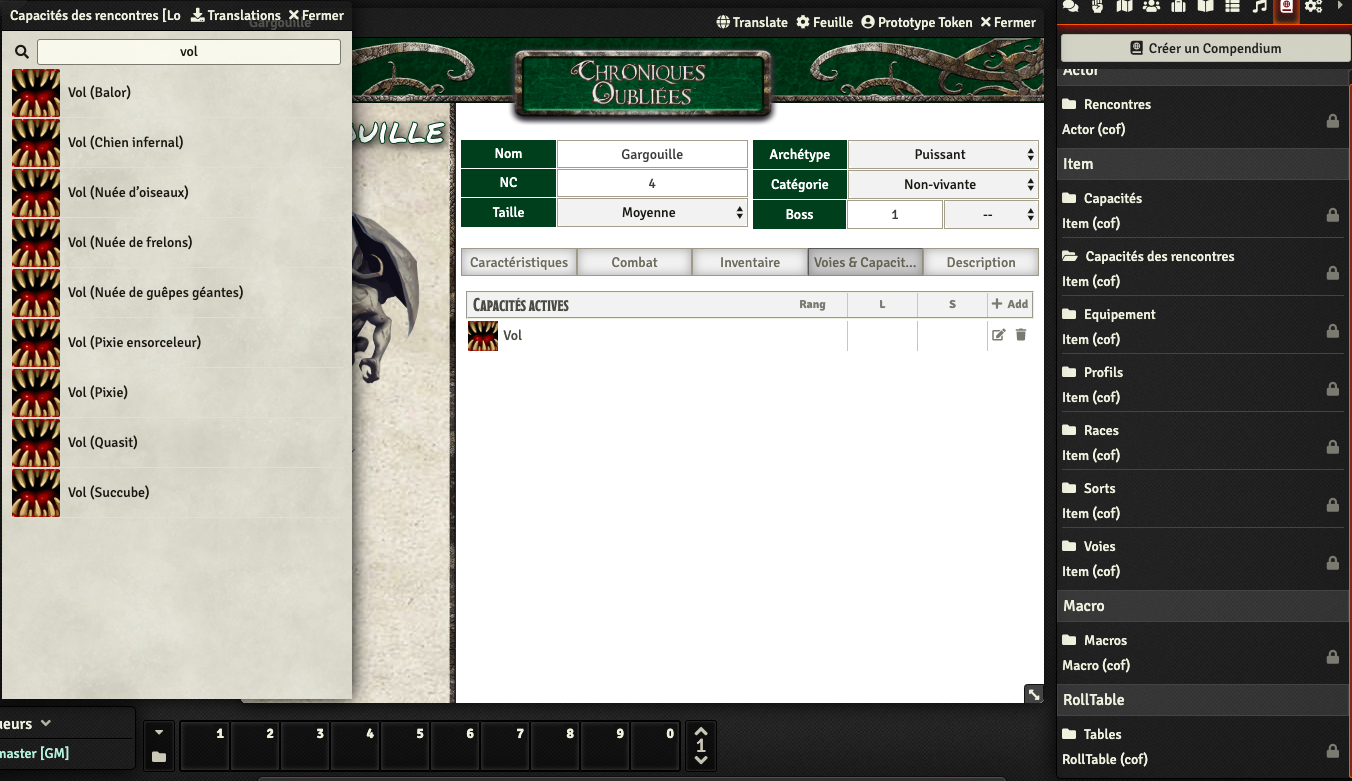 Capacités des rencontres [Lo Translations Fermer
vol
Vol (Balor)
Vol (Chien infernal)
Vol (Nuée d’oiseaux)
Vol (Nuée de frelons)
Vol (Nuée de guêpes géantes)
Vol (Pixie ensorceleur)
Vol (Pixie)
Vol (Quasit)
Vol (Succube)
Gargouille
Translate Feuille Prototype Token Fermer
Chroniques
Oubliées
OUILLE
Nom Gargouille Archétype Puissant
NC 4 Catégorie Non-vivante
Taille Moyenne Boss 1 --
Caractéristiques Combat Inventaire Voies & Capacit... Description
Capacités actives Rang L S Add
Vol
Créer un Compendium
Actor
Rencontres
Actor (cof)
Item
Capacités
Item (cof)
Capacités des rencontres
Item (cof)
Equipement
Item (cof)
Profils
Item (cof)
Races
Item (cof)
Sorts
Item (cof)
Voies
Item (cof)
Macro
Macros
Macro (cof)
RollTable
Tables
RollTable (cof)
ueurs
master [GM]
1 2 3 4 5 6 7 8 9 0 1